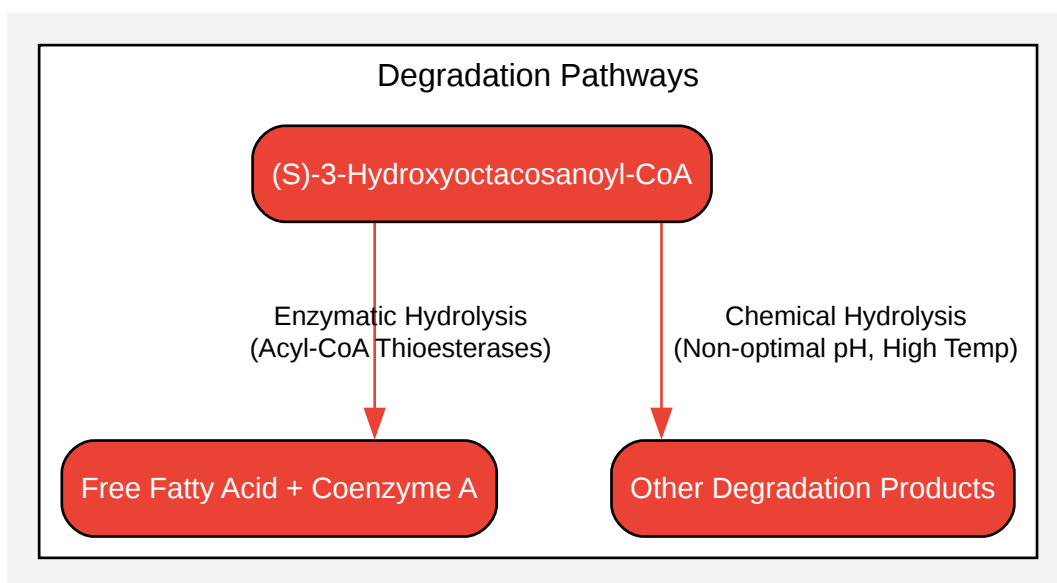 Degradation Pathways
(S)-3-Hydroxyoctacosanoyl-CoA
Enzymatic Hydrolysis
(Acyl-CoA Thioesterases)
Chemical Hydrolysis
(Non-optimal pH, High Temp)
Free Fatty Acid + Coenzyme A
Other Degradation Products